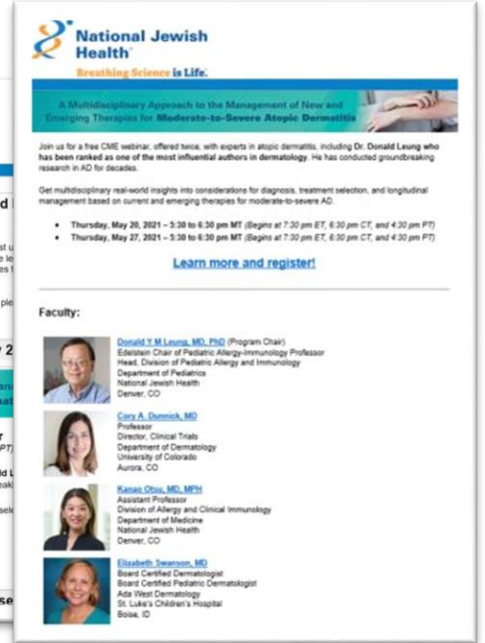 National Jewish
Health®
Breathing Science is Life.
A Multidisciplinary Approach to the Management of New and
Emerging Therapies for Moderate-to-Severe Atopic Dermatitis
Join us for a free CME webinar, offered twice, with experts in atopic dermatitis, including Dr. Donald Leung who
has been ranked as one of the most influential authors in dermatology. He has conducted groundbreaking
research in AD for decades.
Get multidisciplinary real-world insights into considerations for diagnosis, treatment selection, and longitudinal
management based on current and emerging therapies for moderate-to-severe AD.
• Thursday, May 20, 2021 – 5:30 to 6:30 pm MT (Begins at 7:30 pm ET, 6:30 pm CT, and 4:30 pm PT)
• Thursday, May 27, 2021 – 5:30 to 6:30 pm MT (Begins at 7:30 pm ET, 6:30 pm CT, and 4:30 pm PT)
Learn more and register!
Faculty:
Donald Y M Leung, MD, PhD (Program Chair)
Edelstein Chair of Pediatric Allergy-Immunology Professor
Head, Division of Pediatric Allergy and Immunology
Department of Pediatrics
National Jewish Health
Denver, CO
Cory A. Dunnick, MD
Professor
Director, Clinical Trials
Department of Dermatology
University of Colorado
Aurora, CO
Kanao Otsu, MD, MPH
Assistant Professor
Division of Allergy and Clinical Immunology
Department of Medicine
National Jewish Health
Denver, CO
Elizabeth Swanson, MD
Board Certified Dermatologist
Board Certified Pediatric Dermatologist
Ada West Dermatology
St. Luke's Children's Hospital
Boise, ID